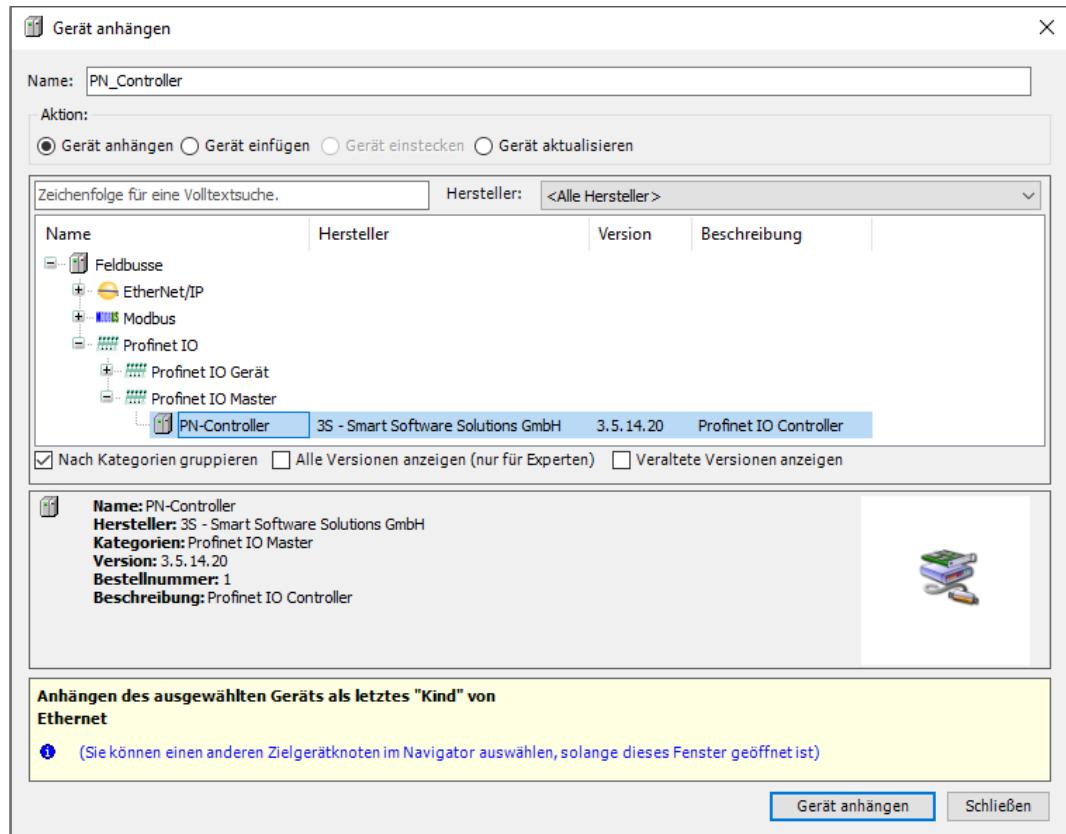 Gerät anhängen
Name: PN_Controller
Aktion:
Gerät anhängen Gerät einfügen Gerät einstecken Gerät aktualisieren
Zeichenfolge für eine Volltextsuche. Hersteller: <Alle Hersteller>
Name Hersteller Version Beschreibung
Feldbusse
EtherNet/IP
MODBUS Modbus
Profinet IO
Profinet IO Gerät
Profinet IO Master
PN-Controller 3S - Smart Software Solutions GmbH 3.5.14.20 Profinet IO Controller
Nach Kategorien gruppieren Alle Versionen anzeigen (nur für Experten) Veraltete Versionen anzeigen
Name: PN-Controller
Hersteller: 3S - Smart Software Solutions GmbH
Kategorien: Profinet IO Master
Version: 3.5.14.20
Bestellnummer: 1
Beschreibung: Profinet IO Controller
Anhängen des ausgewählten Geräts als letztes "Kind" von
Ethernet
(Sie können einen anderen Zielgeräteknoten im Navigator auswählen, solange dieses Fenster geöffnet ist)
Gerät anhängen Schließen